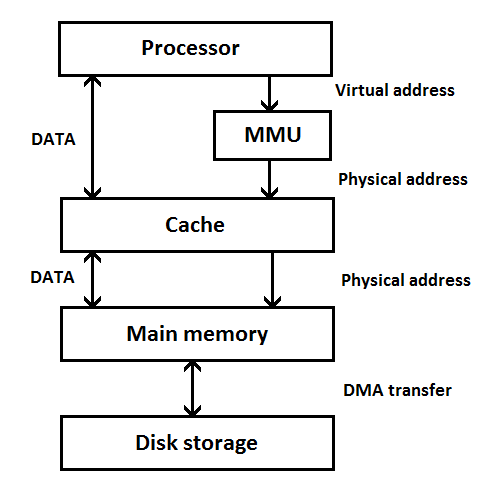 Processor
Virtual address
MMU
DATA
Physical address
Cache
DATA
Physical address
Main memory
DMA transfer
Disk storage